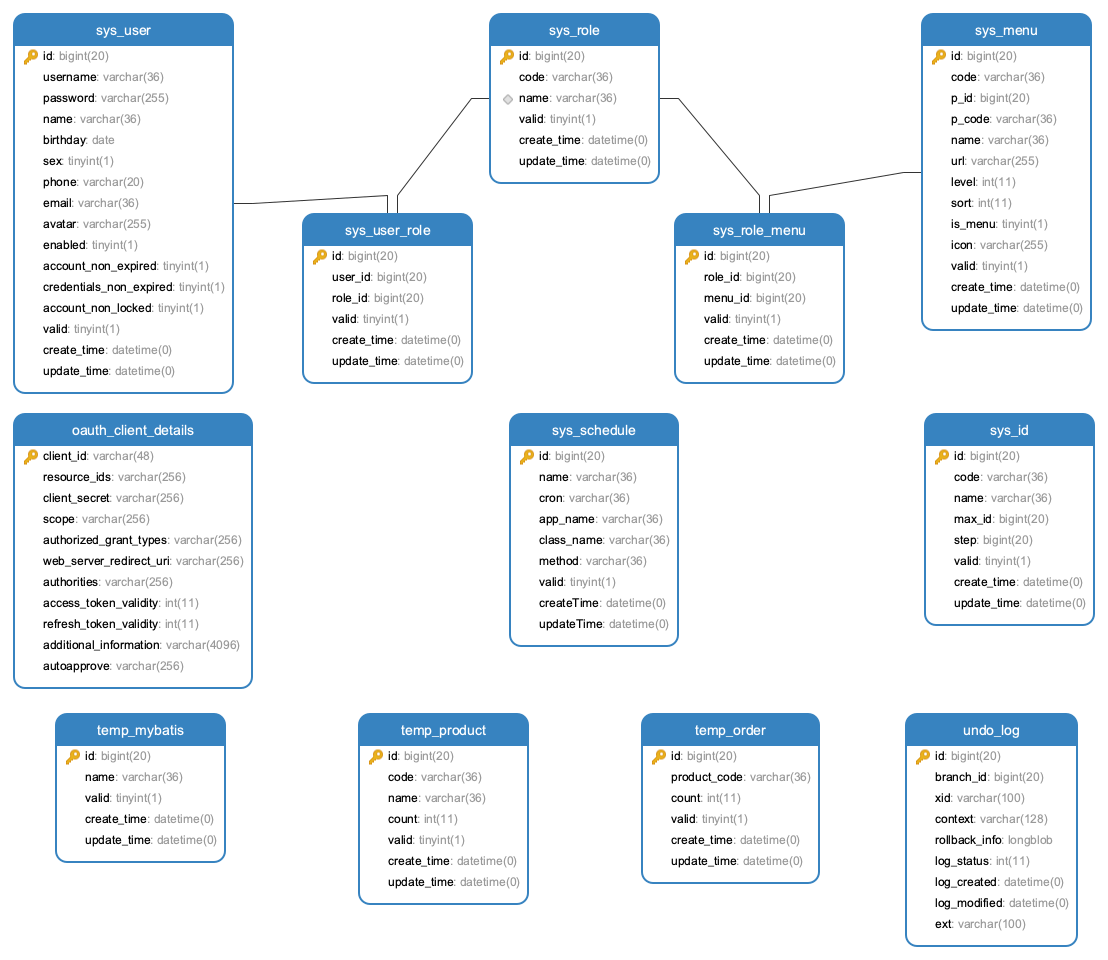 sys_user
id: bigint(20)
username: varchar(36)
password: varchar(255)
name: varchar(36)
birthday: date
sex: tinyint(1)
phone: varchar(20)
email: varchar(36)
avatar: varchar(255)
enabled: tinyint(1)
account_non_expired: tinyint(1)
credentials_non_expired: tinyint(1)
account_non_locked: tinyint(1)
valid: tinyint(1)
create_time: datetime(0)
update_time: datetime(0)
sys_role
id: bigint(20)
code: varchar(36)
name: varchar(36)
valid: tinyint(1)
create_time: datetime(0)
update_time: datetime(0)
sys_menu
id: bigint(20)
code: varchar(36)
p_id: bigint(20)
p_code: varchar(36)
name: varchar(36)
url: varchar(255)
level: int(11)
sort: int(11)
is_menu: tinyint(1)
icon: varchar(255)
valid: tinyint(1)
create_time: datetime(0)
update_time: datetime(0)
sys_user_role
id: bigint(20)
user_id: bigint(20)
role_id: bigint(20)
valid: tinyint(1)
create_time: datetime(0)
update_time: datetime(0)
sys_role_menu
id: bigint(20)
role_id: bigint(20)
menu_id: bigint(20)
valid: tinyint(1)
create_time: datetime(0)
update_time: datetime(0)
oauth_client_details
client_id: varchar(48)
resource_ids: varchar(256)
client_secret: varchar(256)
scope: varchar(256)
authorized_grant_types: varchar(256)
web_server_redirect_uri: varchar(256)
authorities: varchar(256)
access_token_validity: int(11)
refresh_token_validity: int(11)
additional_information: varchar(4096)
autoapprove: varchar(256)
sys_schedule
id: bigint(20)
name: varchar(36)
cron: varchar(36)
app_name: varchar(36)
class_name: varchar(36)
method: varchar(36)
valid: tinyint(1)
createTime: datetime(0)
updateTime: datetime(0)
sys_id
id: bigint(20)
code: varchar(36)
name: varchar(36)
max_id: bigint(20)
step: bigint(20)
valid: tinyint(1)
create_time: datetime(0)
update_time: datetime(0)
temp_mybatis
id: bigint(20)
name: varchar(36)
valid: tinyint(1)
create_time: datetime(0)
update_time: datetime(0)
temp_product
id: bigint(20)
code: varchar(36)
name: varchar(36)
count: int(11)
valid: tinyint(1)
create_time: datetime(0)
update_time: datetime(0)
temp_order
id: bigint(20)
product_code: varchar(36)
count: int(11)
valid: tinyint(1)
create_time: datetime(0)
update_time: datetime(0)
undo_log
id: bigint(20)
branch_id: bigint(20)
xid: varchar(100)
context: varchar(128)
rollback_info: longblob
log_status: int(11)
log_created: datetime(0)
log_modified: datetime(0)
ext: varchar(100)